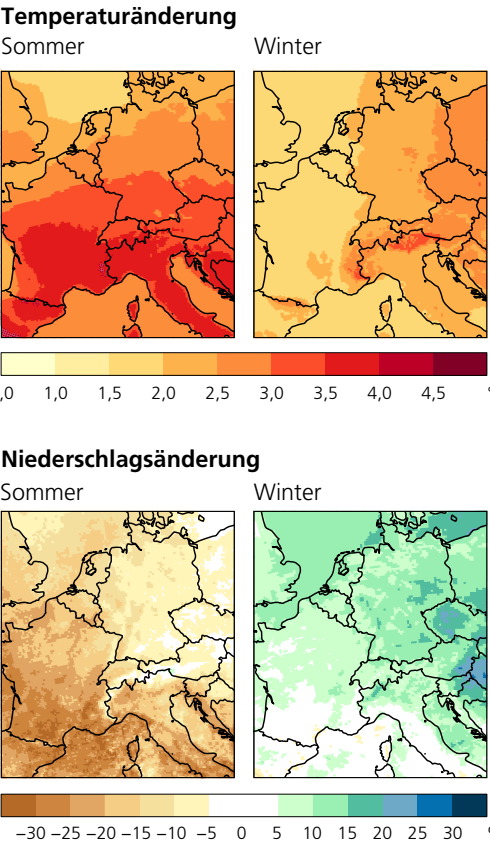 Temperaturänderung
Sommer Winter
,0 1,0 1,5 2,0 2,5 3,0 3,5 4,0 4,5
Niederschlagsänderung
Sommer Winter
−30 −25 −20 −15 −10 −5 0 5 10 15 20 25 30